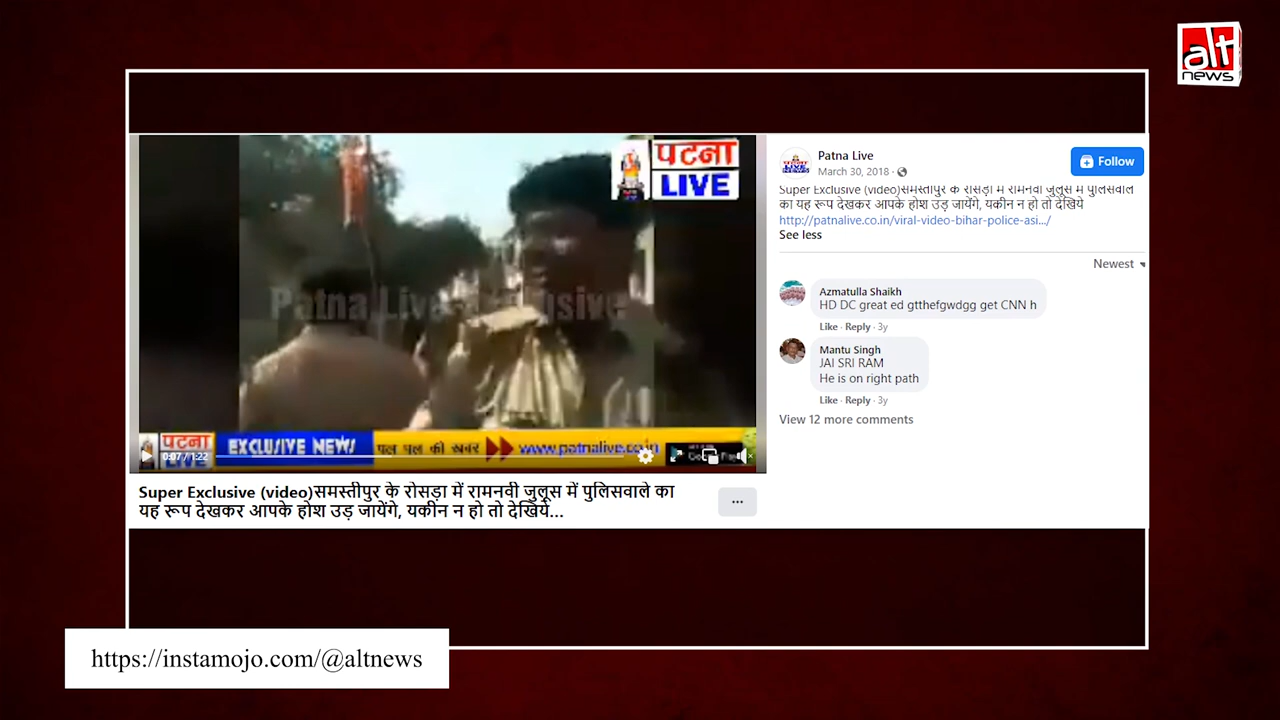 alt
news
पटना
LIVE
Patna Live Exclusive
पटना
LIVE
EXCLUSIVE NEWS
पल पल की खबर
www.patnalive.co.in
0:07 / 1:22
Super Exclusive (video)समस्तीपुर के रोसड़ा में रामनवी जुलूस में पुलिसवाले का
यह रूप देखकर आपके होश उड़ जायेंगे, यकीन न हो तो देखिये...
...
Patna Live
March 30, 2018 ·
Follow
Super Exclusive (video)समस्तीपुर के रोसड़ा में रामनवी जुलूस में पुलिसवाले
का यह रूप देखकर आपके होश उड़ जायेंगे, यकीन न हो तो देखिये
http://patnalive.co.in/viral-video-bihar-police-asi.../
See less
Newest
Azmatulla Shaikh
HD DC great ed gtthefgwdgg get CNN h
Like · Reply · 3y
Mantu Singh
JAI SRI RAM
He is on right path
Like · Reply · 3y
View 12 more comments
https://instamojo.com/@altnews